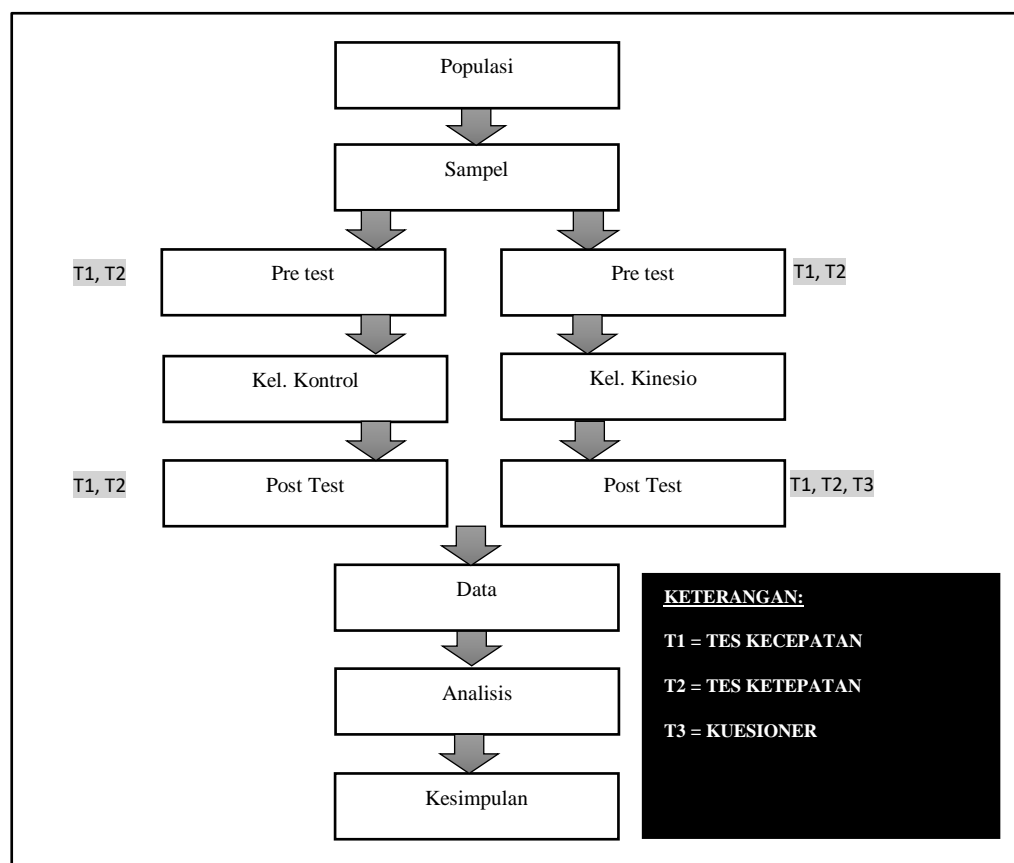 Populasi
Sampel
T1, T2
Pre test
Pre test
T1, T2
Kel. Kontrol
Kel. Kinesio
T1, T2
Post Test
Post Test
T1, T2, T3
Data
Analisis
Kesimpulan
KETERANGAN:
T1 = TES KECEPATAN
T2 = TES KETEPATAN
T3 = KUESIONER